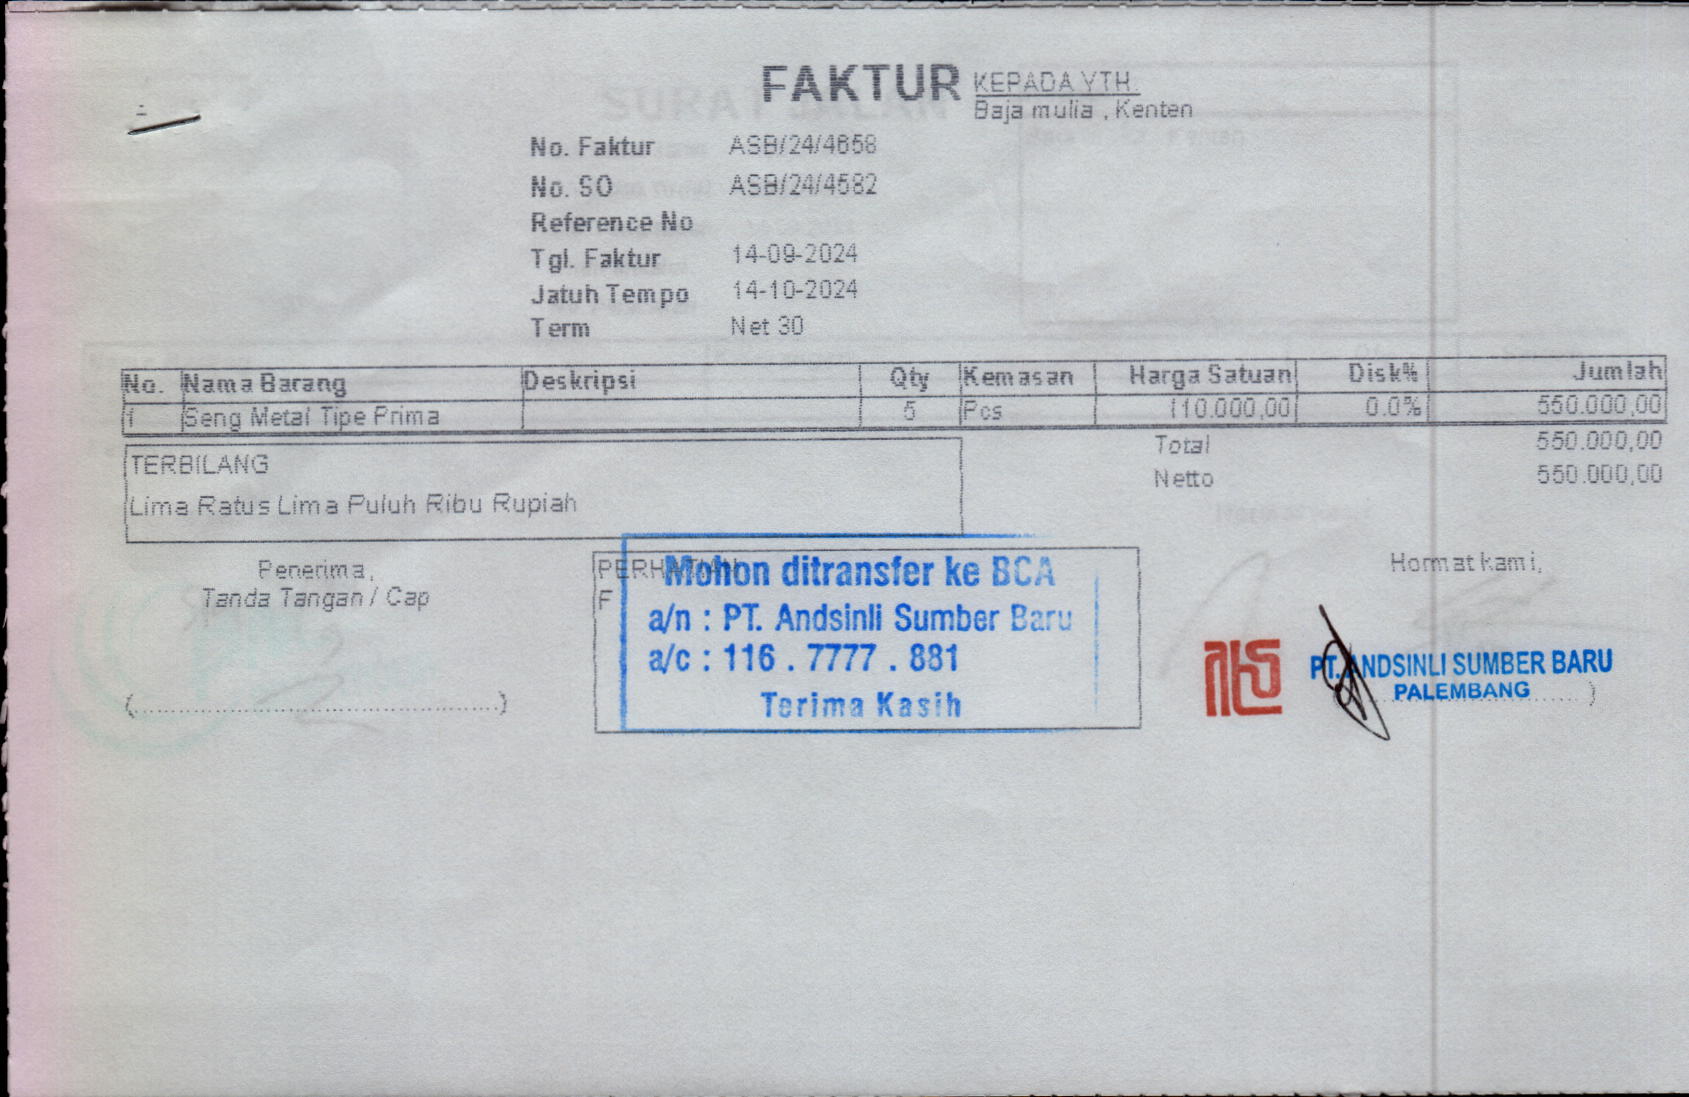 FAKTUR
KEPADA YTH.
Baja mulia , Kenten
No. Faktur ASB/24/4658
No. SO ASB/24/4582
Reference No
Tgl. Faktur 14-09-2024
Jatuh Tempo 14-10-2024
Term Net 30
No. Nama Barang Deskripsi Qty Kemasan Harga Satuan Disk% Jumlah
1 Seng Metal Tipe Prima 5 Pcs 110.000,00 0.0% 550.000,00
Total 550.000,00
Netto 550.000,00
TERBILANG
Lima Ratus Lima Puluh Ribu Rupiah
Penerima,
Tanda Tangan / Cap
(................................................)
Mohon ditransfer ke BCA
a/n : PT. Andsinli Sumber Baru
a/c : 116 . 7777 . 881
Terima Kasih
Hormat kami,
PT. ANDSINLI SUMBER BARU
PALEMBANG